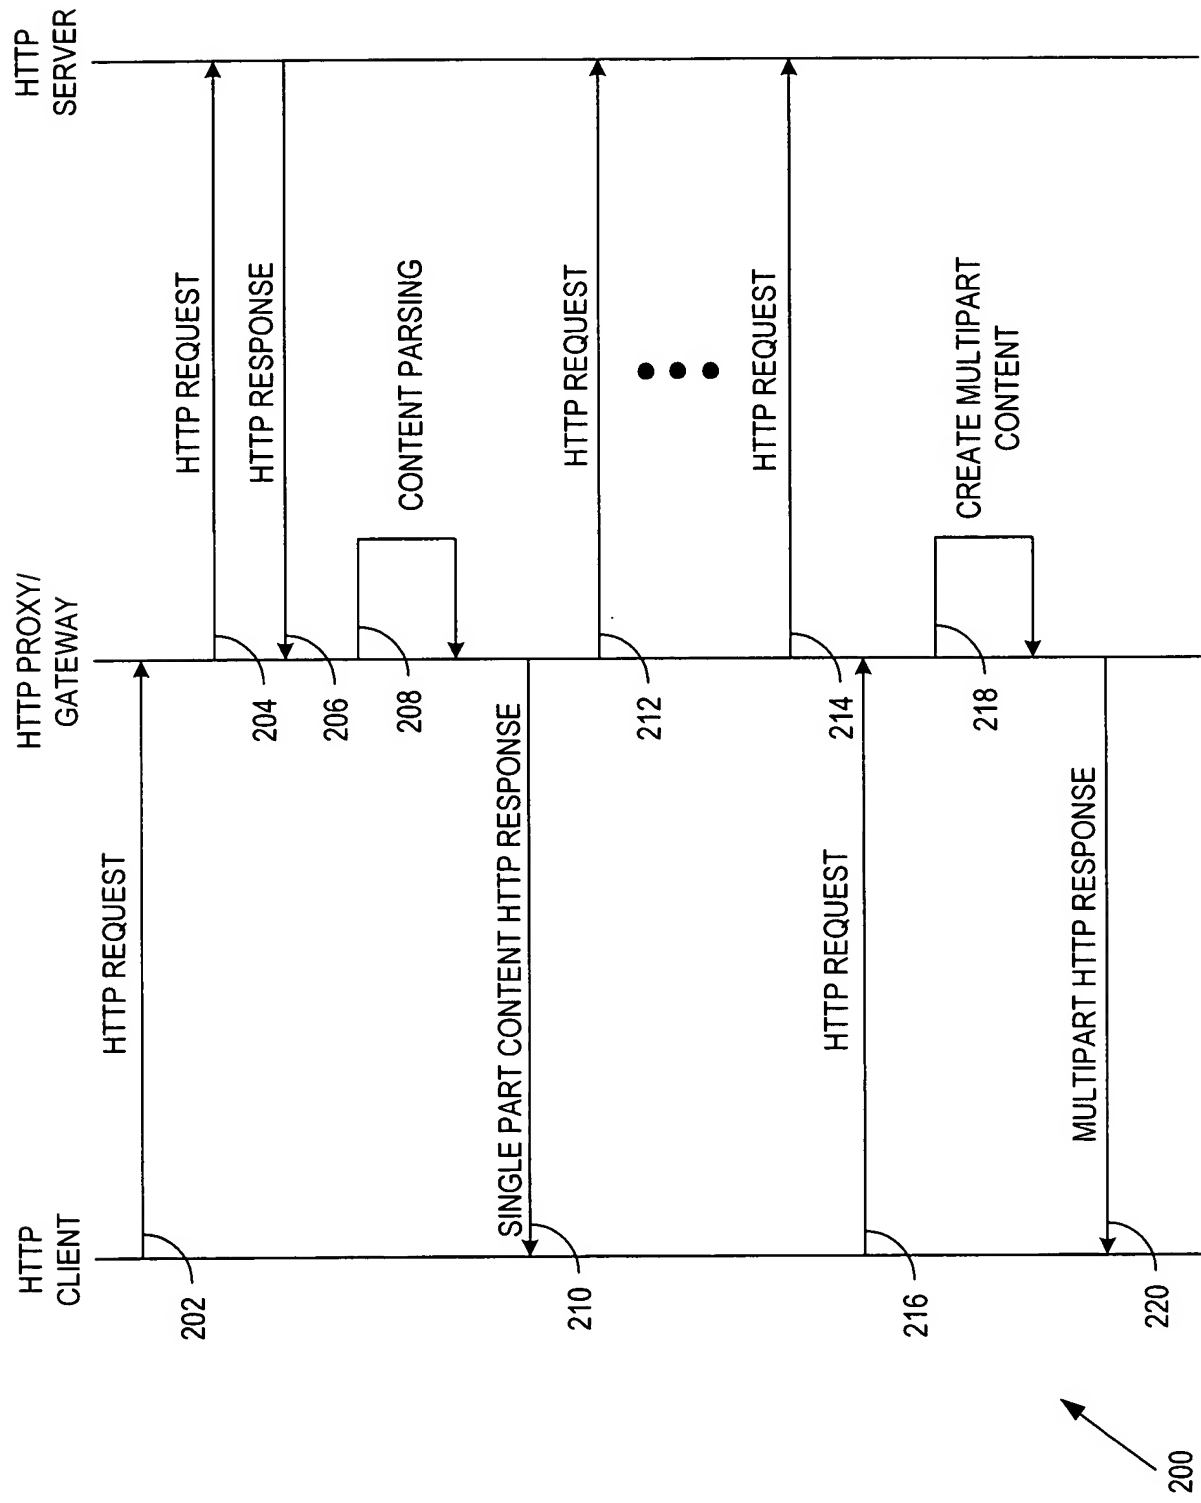 HTTP
CLIENT
HTTP PROXY/
GATEWAY
HTTP
SERVER
HTTP REQUEST
202
HTTP REQUEST
204
HTTP RESPONSE
206
CONTENT PARSING
208
SINGLE PART CONTENT HTTP RESPONSE
210
HTTP REQUEST
212
HTTP REQUEST
214
HTTP REQUEST
216
CREATE MULTIPART
CONTENT
218
MULTIPART HTTP RESPONSE
220
200